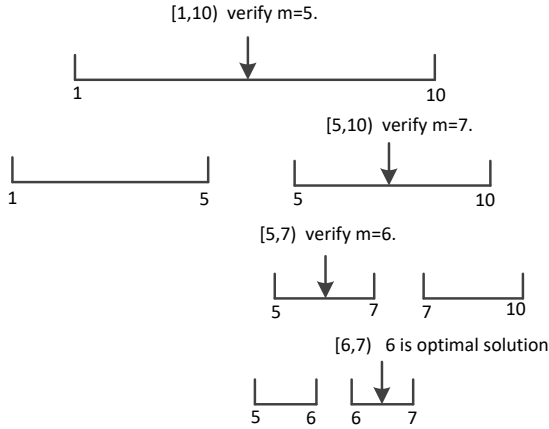 [1,10) verify m=5.
1 10
[5,10) verify m=7.
1 5 5 10
[5,7) verify m=6.
5 7 7 10
[6,7) 6 is optimal solution
5 6 6 7